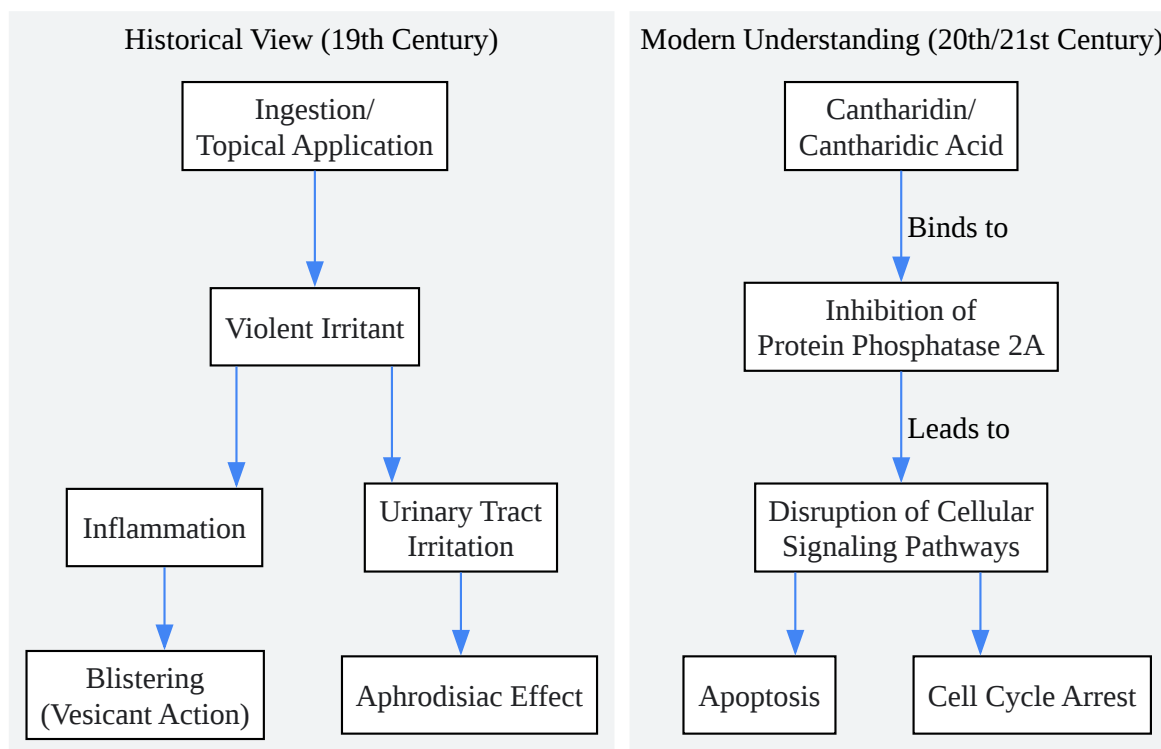 Historical View (19th Century)
Ingestion/
Topical Application
Violent Irritant
Inflammation
Urinary Tract
Irritation
Blistering
(Vesicant Action)
Aphrodisiac Effect
Modern Understanding (20th/21st Century)
Cantharidin/
Cantharidic Acid
Binds to
Inhibition of
Protein Phosphatase 2A
Leads to
Disruption of Cellular
Signaling Pathways
Apoptosis
Cell Cycle Arrest